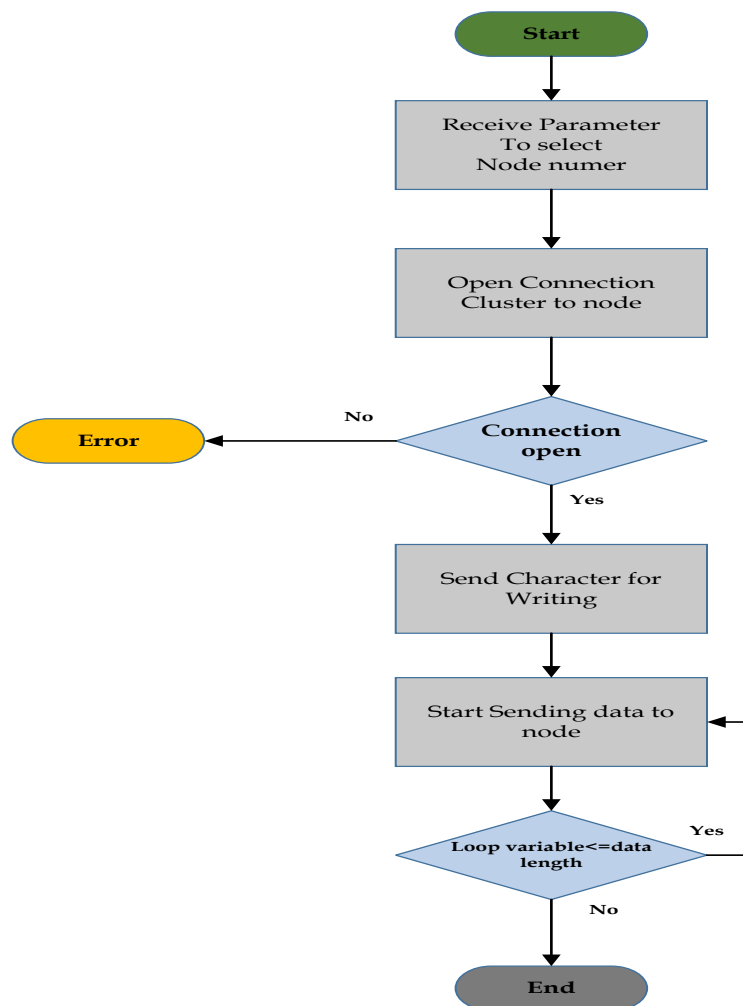 Start
Receive Parameter
To select
Node numer
Open Connection
Cluster to node
No
Error
Connection
open
Yes
Send Character for
Writing
Start Sending data to
node
Loop variable<=data
length
Yes
No
End